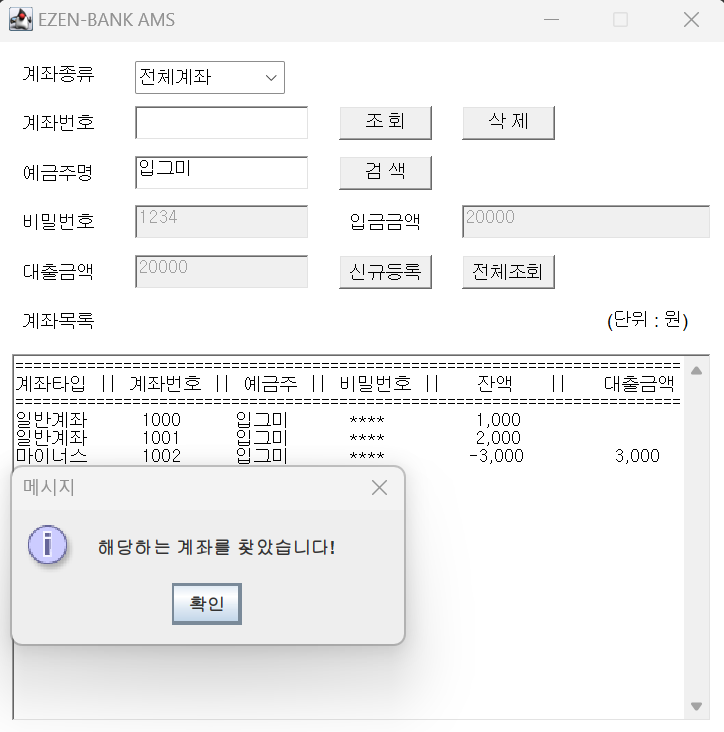 EZEN-BANK AMS
계좌종류 전체계좌
계좌번호 조 회 삭 제
예금주명 입그미 검 색
비밀번호 1234 입금금액 20000
대출금액 20000 신규등록 전체조회
계좌목록 (단위 : 원)
계좌타입 || 계좌번호 || 예금주 || 비밀번호 || 잔액 || 대출금액
일반계좌 1000 입그미 **** 1,000
일반계좌 1001 입그미 **** 2,000
마이너스 1002 입그미 **** -3,000 3,000
메시지
해당하는 계좌를 찾았습니다!
확인